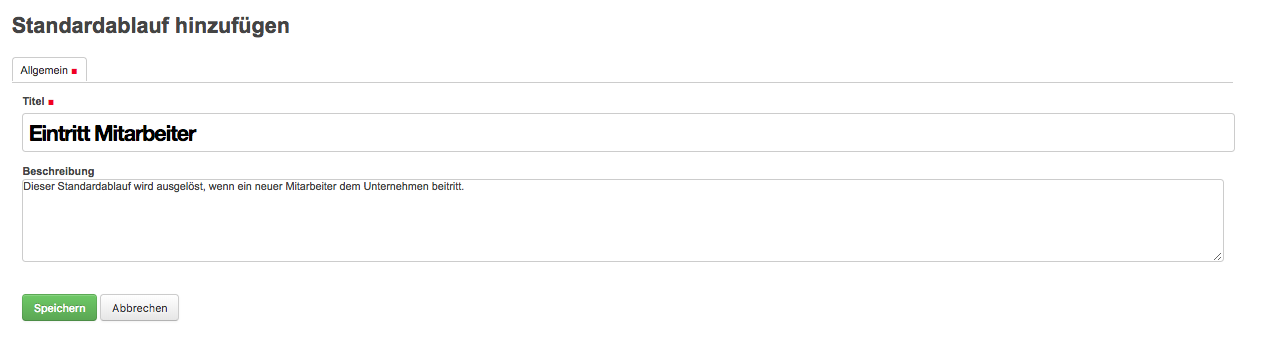 Standardablauf hinzufügen
Allgemein
Titel
Eintritt Mitarbeiter
Beschreibung
Dieser Standardablauf wird ausgelöst, wenn ein neuer Mitarbeiter dem Unternehmen beitritt.
Speichern Abbrechen